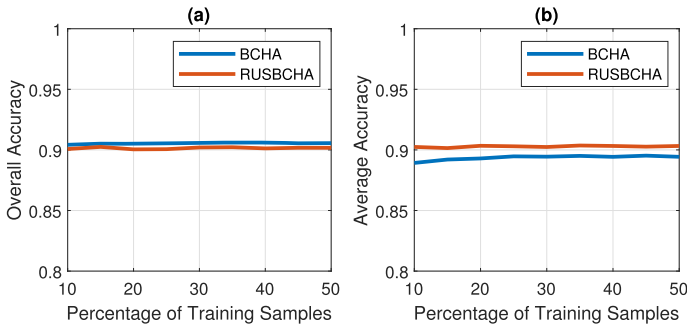 (a)
1
0.95
0.9
0.85
0.8
Overall Accuracy
BCHA
RUSBCHA
10 20 30 40 50
Percentage of Training Samples
(b)
1
0.95
0.9
0.85
0.8
Average Accuracy
BCHA
RUSBCHA
10 20 30 40 50
Percentage of Training Samples